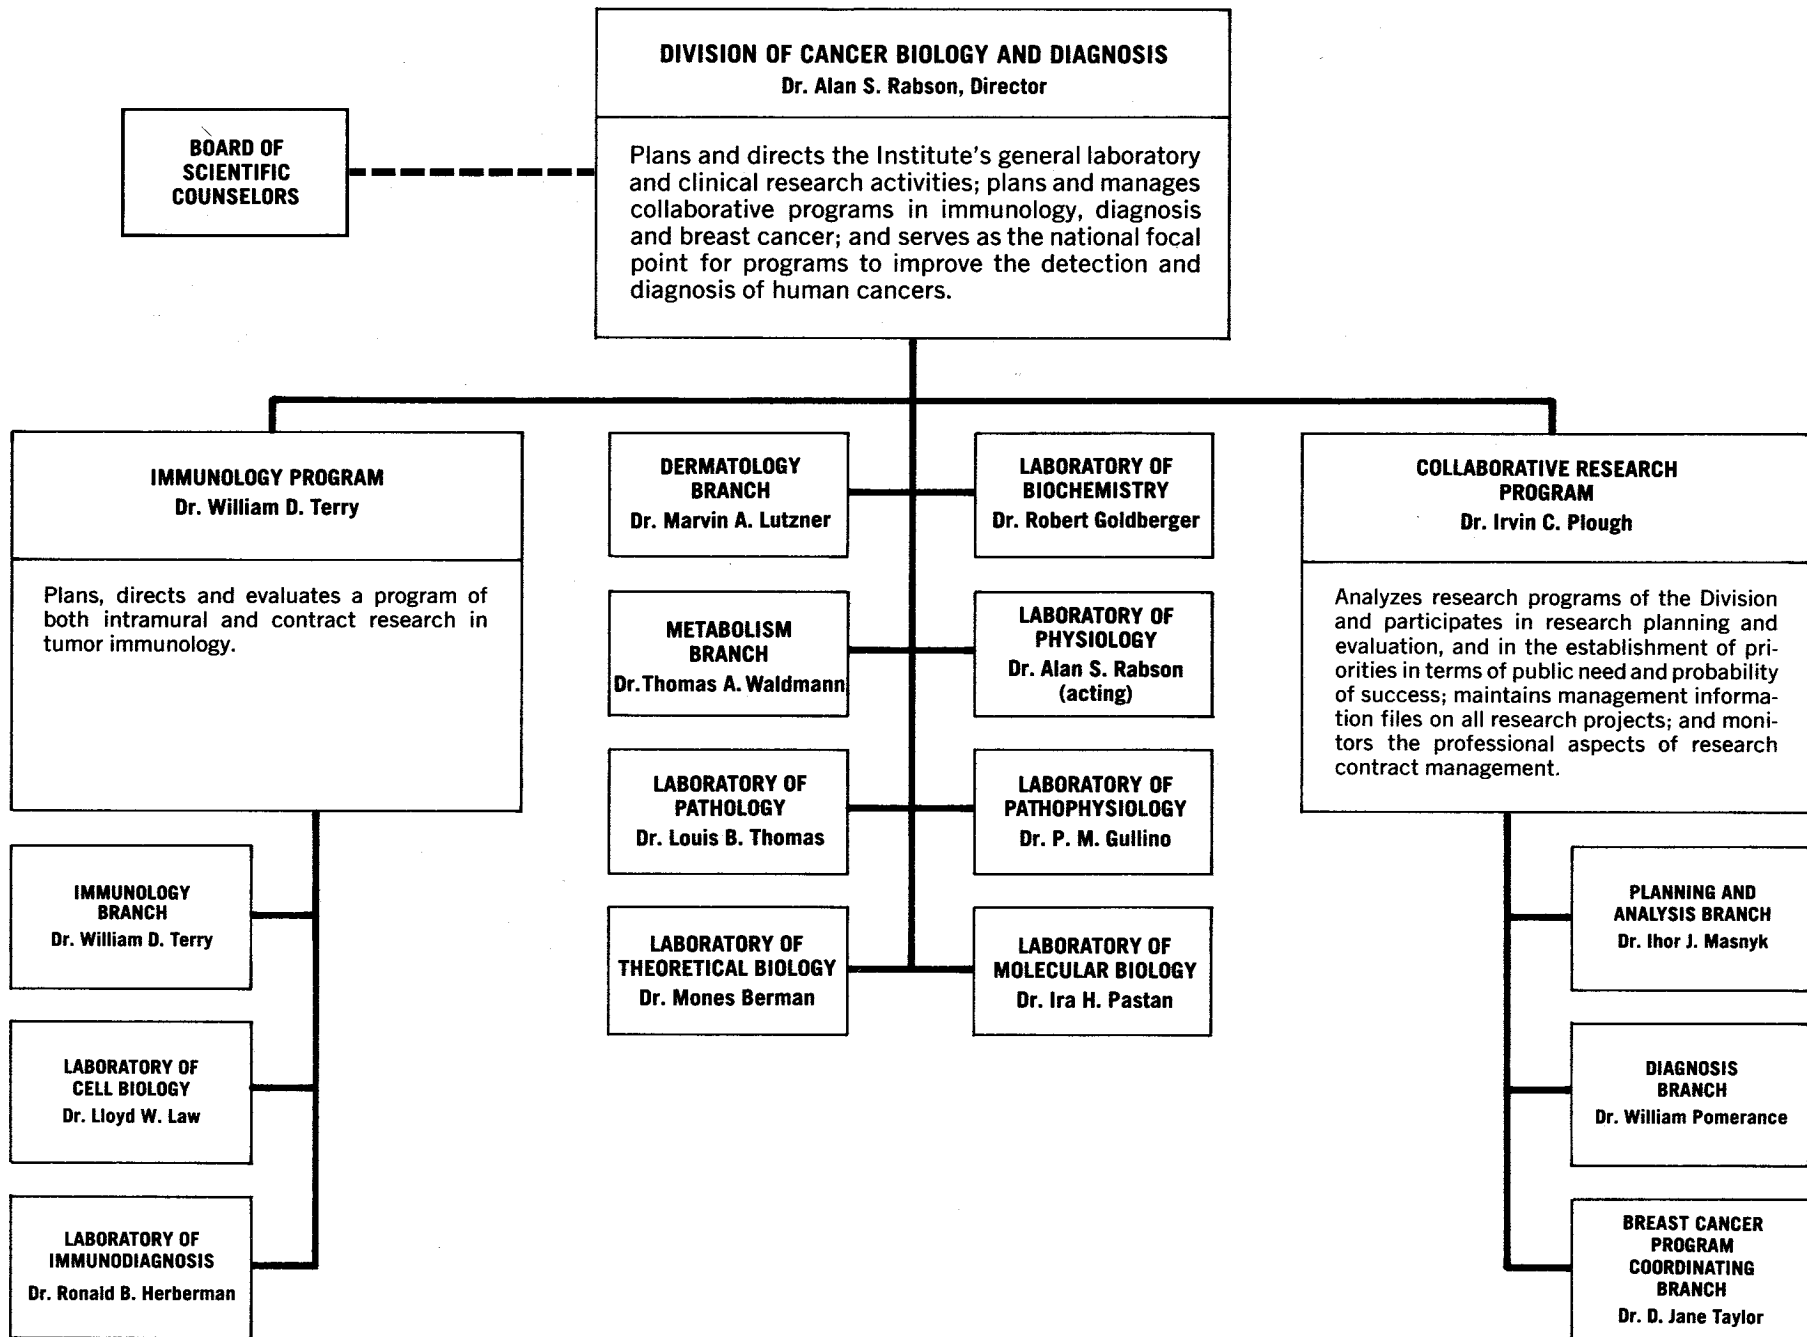 DIVISION OF CANCER BIOLOGY AND DIAGNOSIS
Dr. Alan S. Rabson, Director
Plans and directs the Institute's general laboratory
and clinical research activities; plans and manages
collaborative programs in immunology, diagnosis
and breast cancer; and serves as the national focal
point for programs to improve the detection and
diagnosis of human cancers.
BOARD OF
SCIENTIFIC
COUNSELORS
IMMUNOLOGY PROGRAM
Dr. William D. Terry
Plans, directs and evaluates a program of
both intramural and contract research in
tumor immunology.
IMMUNOLOGY
BRANCH
Dr. William D. Terry
LABORATORY OF
CELL BIOLOGY
Dr. Lloyd W. Law
LABORATORY OF
IMMUNODIAGNOSIS
Dr. Ronald B. Herberman
DERMATOLOGY
BRANCH
Dr. Marvin A. Lutzner
LABORATORY OF
BIOCHEMISTRY
Dr. Robert Goldberger
METABOLISM
BRANCH
Dr. Thomas A. Waldmann
LABORATORY OF
PHYSIOLOGY
Dr. Alan S. Rabson
(acting)
LABORATORY OF
PATHOLOGY
Dr. Louis B. Thomas
LABORATORY OF
PATHOPHYSIOLOGY
Dr. P. M. Gullino
LABORATORY OF
THEORETICAL BIOLOGY
Dr. Mones Berman
LABORATORY OF
MOLECULAR BIOLOGY
Dr. Ira H. Pastan
COLLABORATIVE RESEARCH
PROGRAM
Dr. Irvin C. Plough
Analyzes research programs of the Division
and participates in research planning and
evaluation, and in the establishment of pri-
orities in terms of public need and probability
of success; maintains management informa-
tion files on all research projects; and moni-
tors the professional aspects of research
contract management.
PLANNING AND
ANALYSIS BRANCH
Dr. Ihor J. Masnyk
DIAGNOSIS
BRANCH
Dr. William Pomerance
BREAST CANCER
PROGRAM
COORDINATING
BRANCH
Dr. D. Jane Taylor